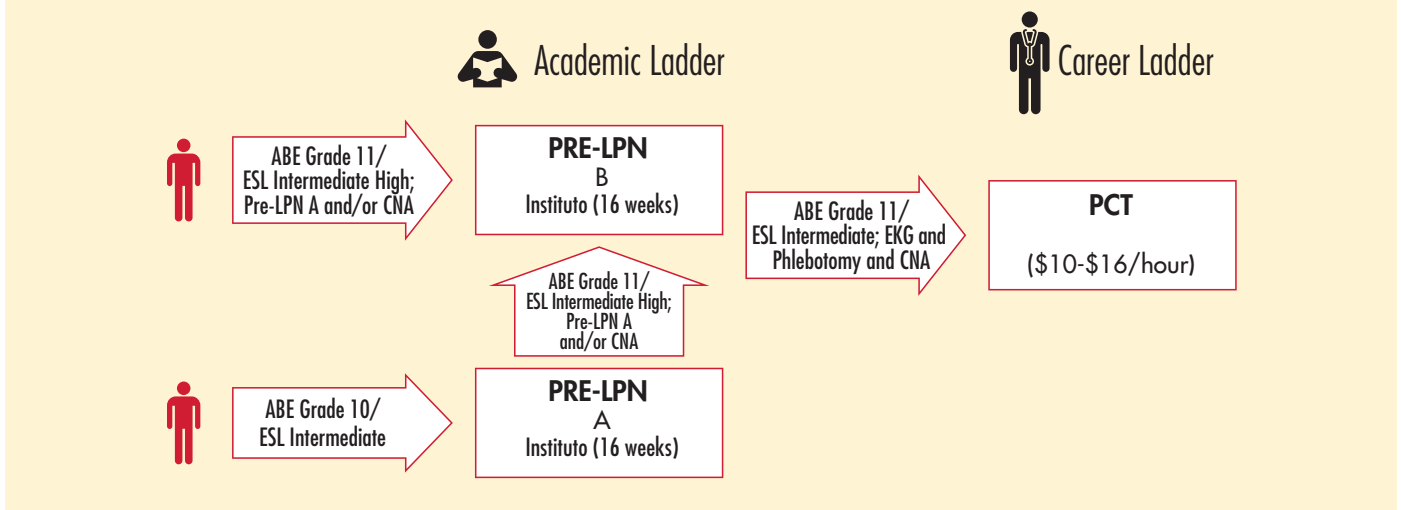 Academic Ladder
Career Ladder
ABE Grade 11/
ESL Intermediate High;
Pre-LPN A and/or CNA
PRE-LPN
B
Instituto (16 weeks)
ABE Grade 11/
ESL Intermediate; EKG and
Phlebotomy and CNA
PCT
($10-$16/hour)
ABE Grade 11/
ESL Intermediate High;
Pre-LPN A
and/or CNA
ABE Grade 10/
ESL Intermediate
PRE-LPN
A
Instituto (16 weeks)